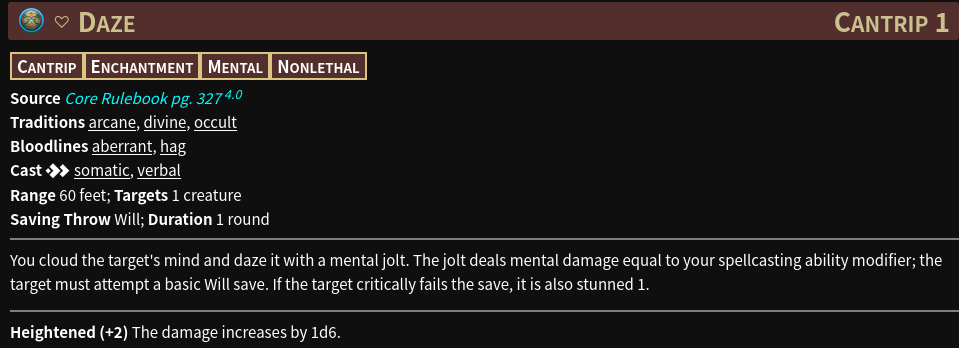 Daze Cantrip 1
Cantrip Enchantment Mental Nonlethal
Source Core Rulebook pg. 327 4.0
Traditions arcane, divine, occult
Bloodlines aberrant, hag
Cast somatic, verbal
Range 60 feet; Targets 1 creature
Saving Throw Will; Duration 1 round
You cloud the target's mind and daze it with a mental jolt. The jolt deals mental damage equal to your spellcasting ability modifier; the
target must attempt a basic Will save. If the target critically fails the save, it is also stunned 1.
Heightened (+2) The damage increases by 1d6.